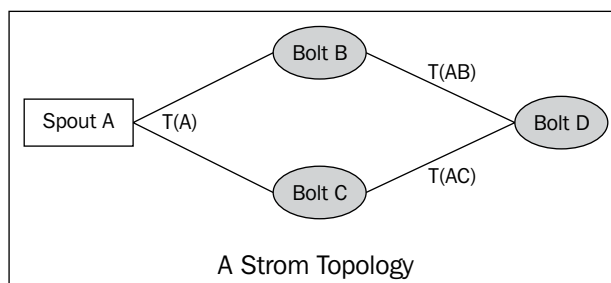 Bolt B
T(AB)
Spout A
T(A)
Bolt D
Bolt C
T(AC)
A Strom Topology